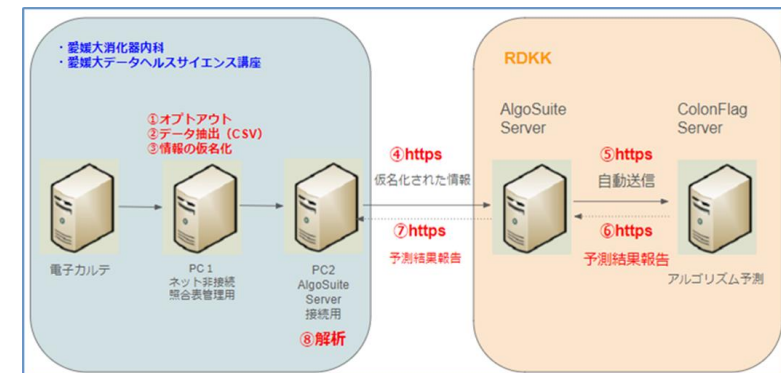 ・愛媛大消化器内科
・愛媛大データヘルスサイエンス講座
①オプトアウト
②データ抽出（CSV）
③情報の仮名化
電子カルテ
PC 1
ネット非接続
照合表管理用
PC2
AlgoSuite
Server
接続用
⑧解析
④https
仮名化された情報
⑦https
予測結果報告
RDKK
AlgoSuite
Server
⑤https
自動送信
⑥https
予測結果報告
ColonFlag
Server
アルゴリズム予測